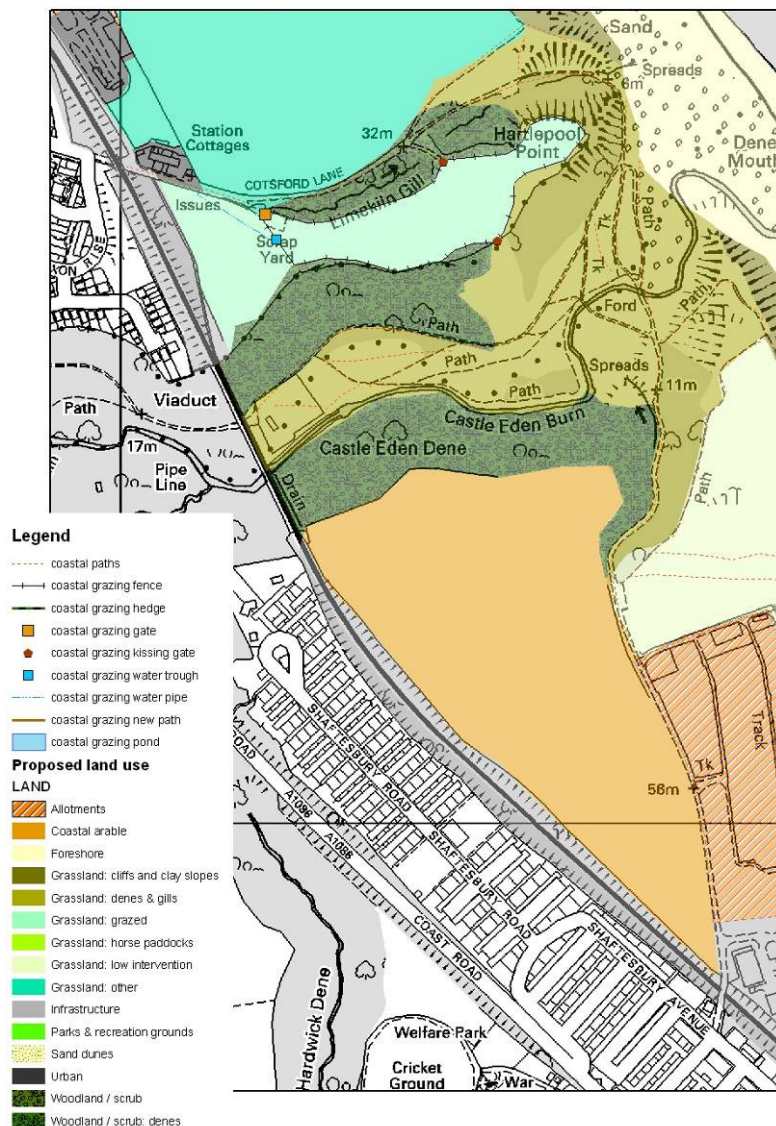 Sand
Spreads
6m
Dene
Mouth
Station
Cottages
32m
Hartlepool
Point
COTSFORD LANE
Limekiln Gill
Issues
Scrap
Yard
Tk
Path
Tk
Path
Ford
Path
Path
Path
Spreads
11m
Viaduct
Path
17m
Pipe
Line
Castle Eden Burn
Castle Eden Dene
Drain
Path
Legend
coastal paths
coastal grazing fence
coastal grazing hedge
coastal grazing gate
coastal grazing kissing gate
coastal grazing water trough
coastal grazing water pipe
coastal grazing new path
coastal grazing pond
Proposed land use
LAND
Allotments
Coastal arable
Foreshore
Grassland: cliffs and clay slopes
Grassland: denes & gills
Grassland: grazed
Grassland: horse paddocks
Grassland: low intervention
Grassland: other
Infrastructure
Parks & recreation grounds
Sand dunes
Urban
Woodland / scrub
Woodland / scrub: denes
SHAFTESBURY ROAD
ROAD
A1086
A1086
SHAFTESBURY ROAD
COAST ROAD
SHAFTESBURY AVENUE
Track
Tk
56m
Hardwick Dene
Welfare Park
Cricket
Ground
War